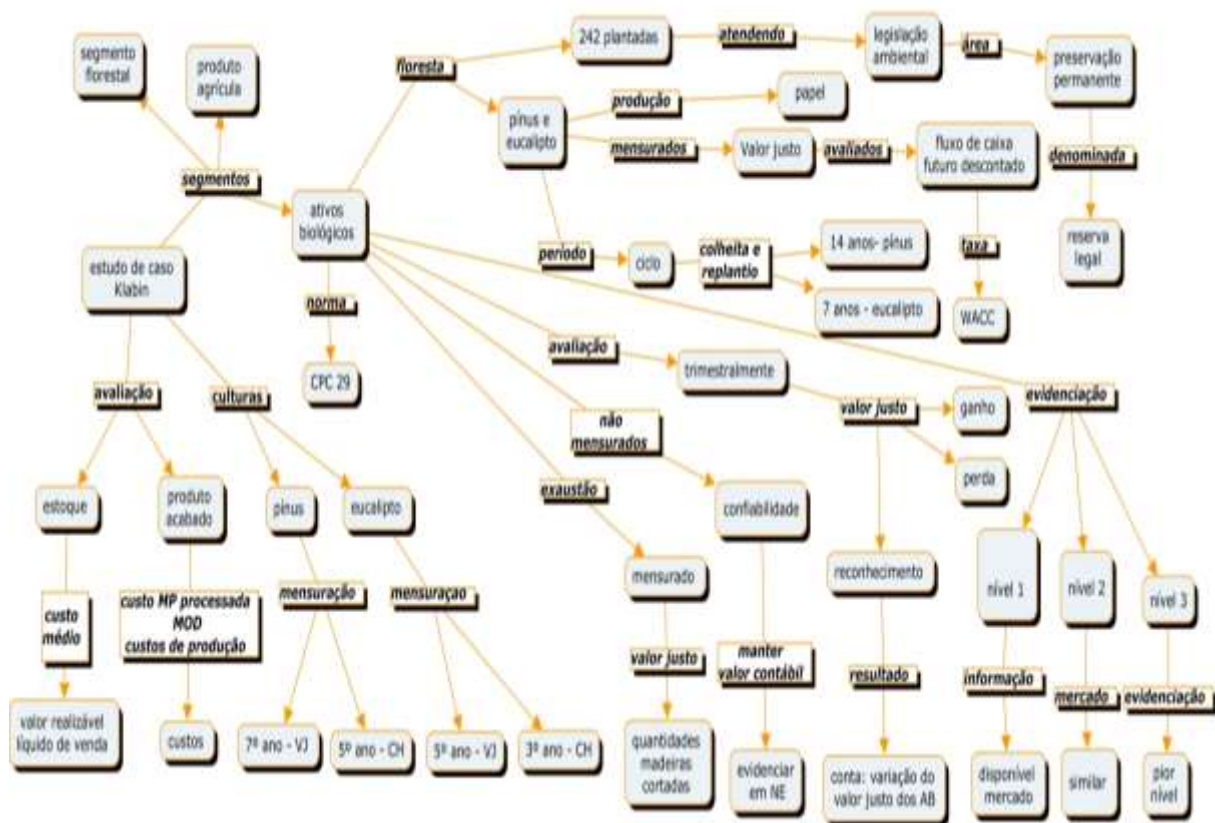 segmento
florestal
produto
agrícula
segmentos
estudo de caso
Klabin
ativos
biológicos
floresta
242 plantadas
atendendo
legislação
ambiental
área
preservação
permanente
denominada
reserva
legal
pínus e
eucalipto
produção
papel
mensurados
Valor justo
avaliados
fluxo de caixa
futuro descontado
taxa
WACC
período
ciclo
colheita e
replantio
14 anos- pínus
7 anos - eucalipto
norma
CPC 29
avaliação
trimestralmente
valor justo
ganho
perda
reconhecimento
resultado
conta: variação do
valor justo dos AB
não
mensurados
confiabilidade
manter
valor contábil
evidenciar
em NE
exaustão
mensurado
valor justo
quantidades
madeiras
cortadas
evidenciação
nível 1
informação
disponível
mercado
nível 2
mercado
similar
nível 3
evidenciação
pior
nível
avaliação
estoque
custo
médio
valor realizável
líquido de venda
produto
acabado
custo MP processada
MOD
custos de produção
custos
culturas
pínus
mensuração
7º ano - VJ
5º ano - CH
eucalipto
mensuraçao
5º ano - VJ
3º ano - CH